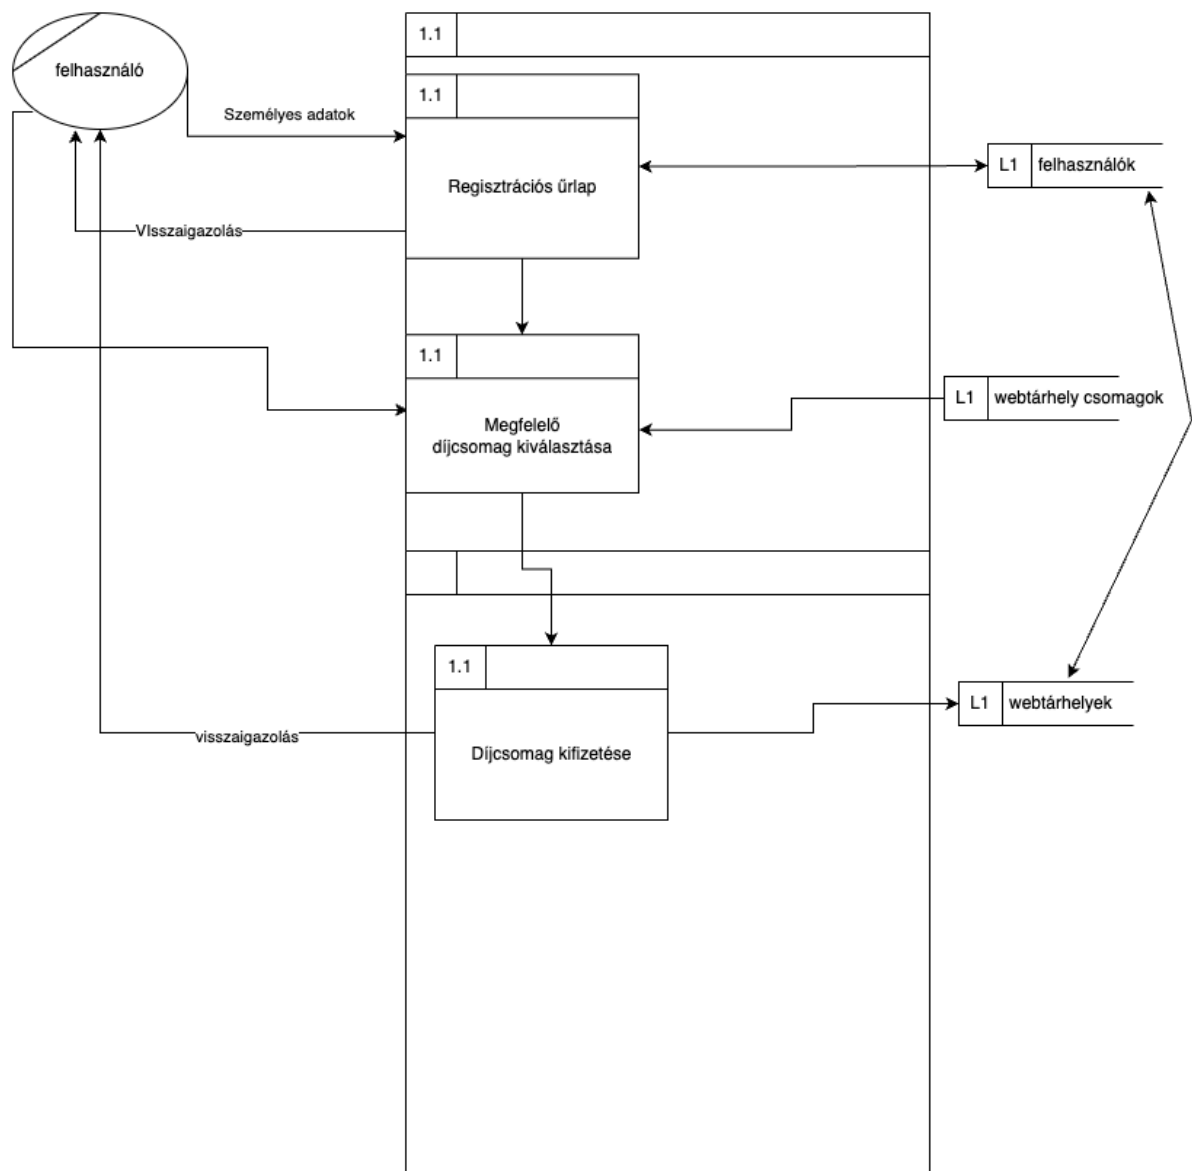 1.1
felhasználó
1.1
Személyes adatok
L1 felhasználók
Regisztrációs űrlap
VIsszaigazolás
1.1
L1 webtárhely csomagok
Megfelelő
díjcsomag kiválasztása
1.1
L1 webtárhelyek
visszaigazolás
Díjcsomag kifizetése